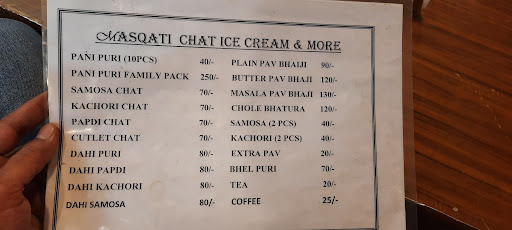 MASQATI CHAT ICE CREAM & MORE
PANI PURI (10PCS) 40/-
PANI PURI FAMILY PACK 250/-
SAMOSA CHAT 70/-
KACHORI CHAT 70/-
PAPDI CHAT 70/-
CUTLET CHAT 70/-
DAHI PURI 80/-
DAHI PAPDI 80/-
DAHI KACHORI 80/-
DAHI SAMOSA 80/-
PLAIN PAV BHAIJI 90/-
BUTTER PAV BHAJI 120/-
MASALA PAV BHAJI 130/-
CHOLE BHATURA 120/-
SAMOSA (2 PCS) 40/-
KACHORI (2 PCS) 40/-
EXTRA PAV 20/-
BHEL PURI 70/-
TEA 20/-
COFFEE 25/-